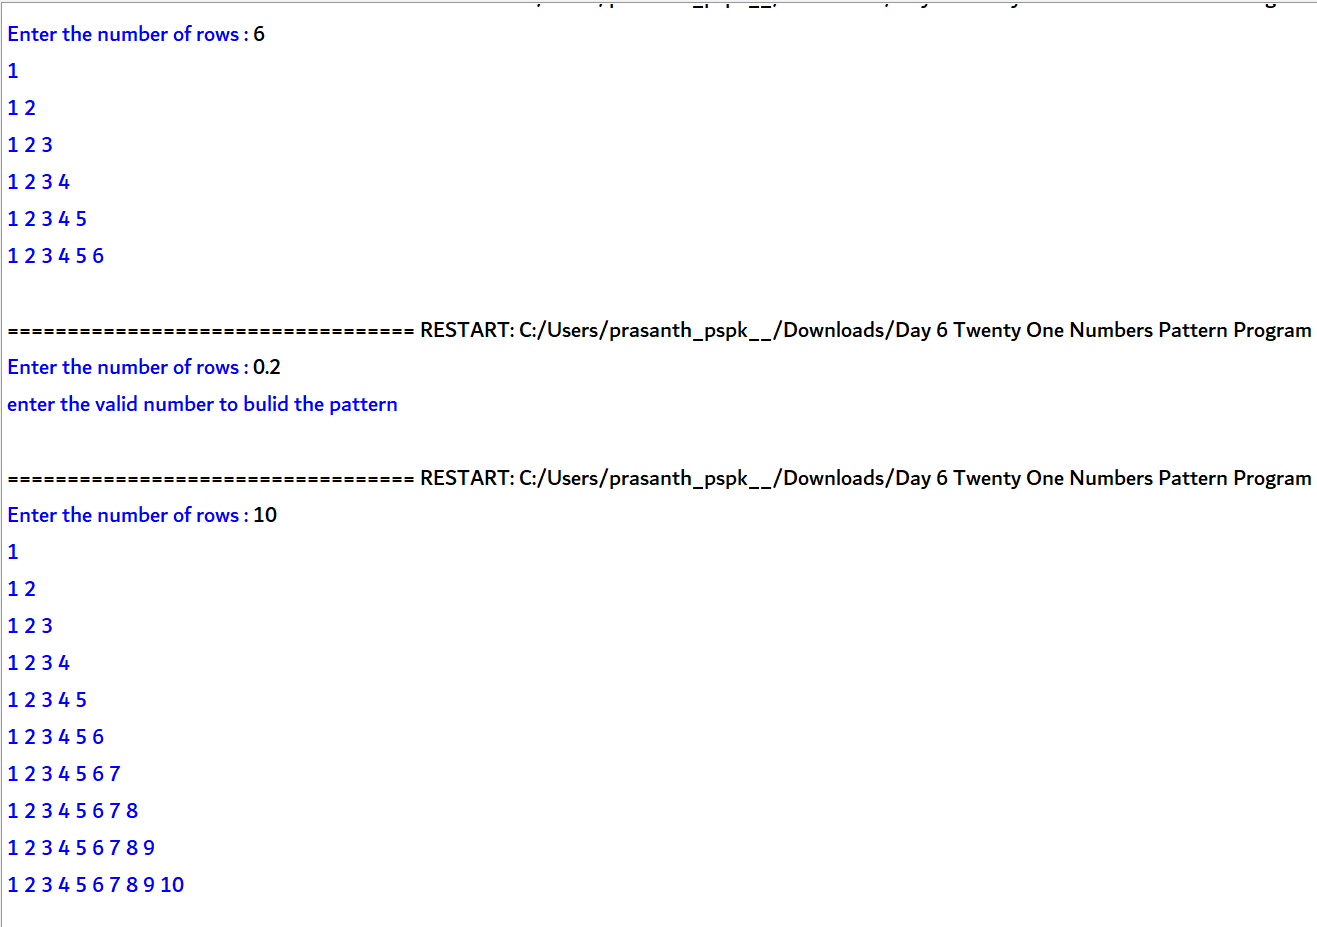 Enter the number of rows : 6
1
1 2
1 2 3
1 2 3 4
1 2 3 4 5
1 2 3 4 5 6
================================== RESTART: C:/Users/prasanth_pspk__/Downloads/Day 6 Twenty One Numbers Pattern Program
Enter the number of rows : 0.2
enter the valid number to bulid the pattern
================================== RESTART: C:/Users/prasanth_pspk__/Downloads/Day 6 Twenty One Numbers Pattern Program
Enter the number of rows : 10
1
1 2
1 2 3
1 2 3 4
1 2 3 4 5
1 2 3 4 5 6
1 2 3 4 5 6 7
1 2 3 4 5 6 7 8
1 2 3 4 5 6 7 8 9
1 2 3 4 5 6 7 8 9 10